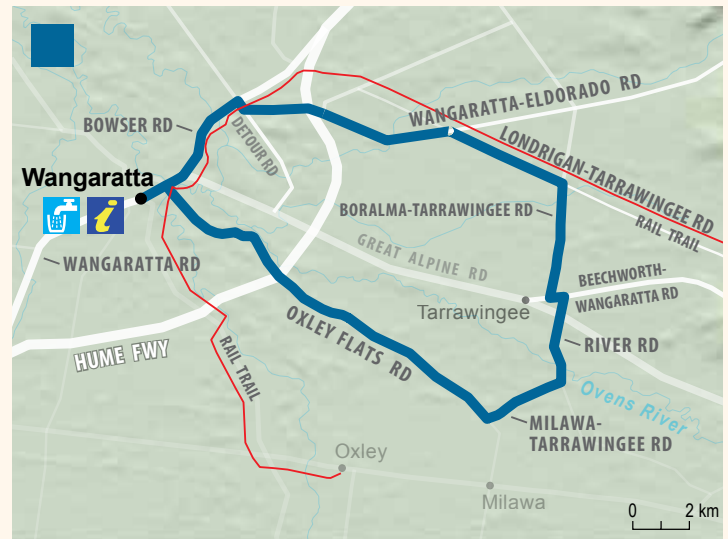 WANGARATTA-ELDORADO RD
BOWSER RD
DETOUR RD
LONDRIGAN-TARRAWINGEE RD
RAIL TRAIL
Wangaratta
i
BORALMA-TARRAWINGEE RD
WANGARATTA RD
GREAT ALPINE RD
BEECHWORTH-
WANGARATTA RD
Tarrawingee
HUME FWY
RAIL TRAIL
OXLEY FLATS RD
RIVER RD
Ovens River
MILAWA-
TARRAWINGEE RD
Oxley
Milawa
0 2 km